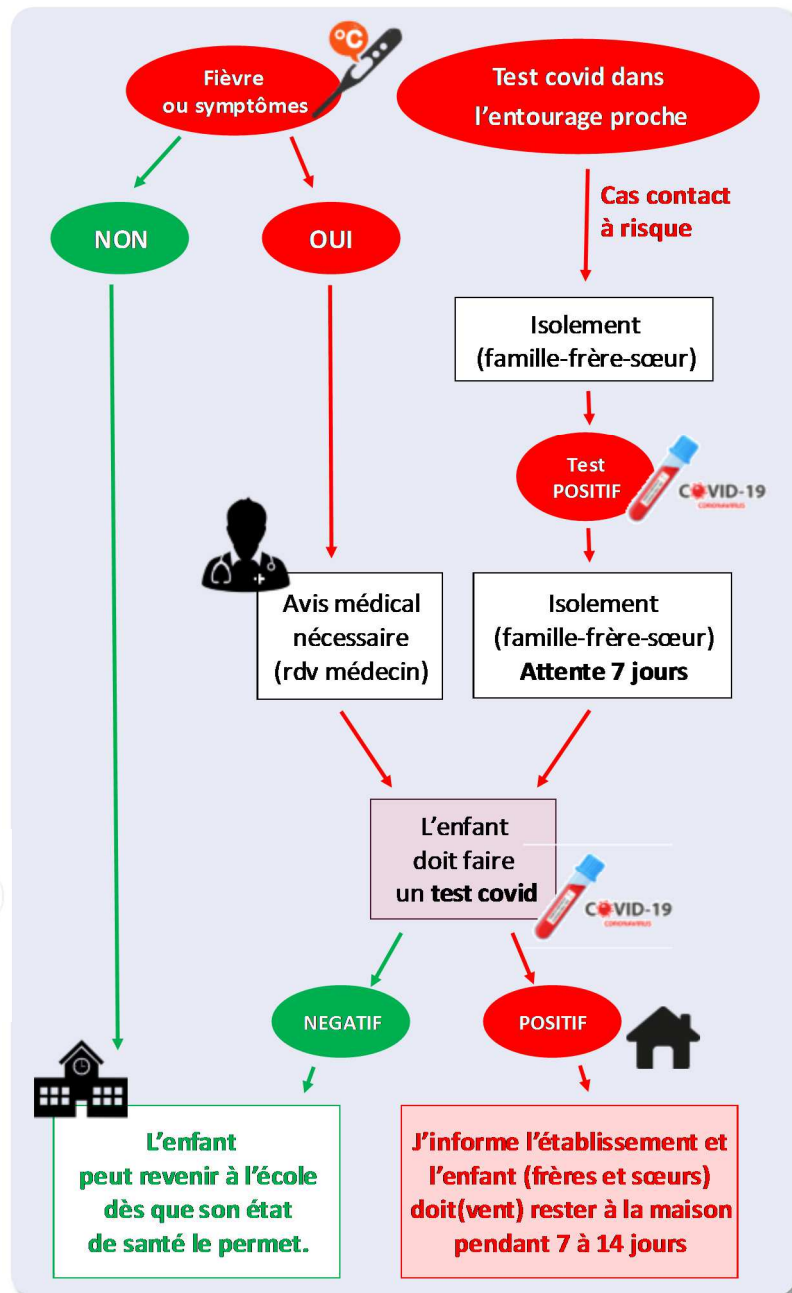 °C
Fièvre
ou symptômes
Test covid dans
l'entourage proche
Cas contact
à risque
NON
OUI
Isolement
(famille-frère-sœur)
Test
POSITIF
COVID-19
CORONAVIRUS
Avis médical
nécessaire
(rdv médecin)
Isolement
(famille-frère-sœur)
Attente 7 jours
L'enfant
doit faire
un test covid
COVID-19
CORONAVIRUS
NEGATIF
POSITIF
L'enfant
peut revenir à l'école
dès que son état
de santé le permet.
J'informe l'établissement et
l'enfant (frères et sœurs)
doit(vent) rester à la maison
pendant 7 à 14 jours